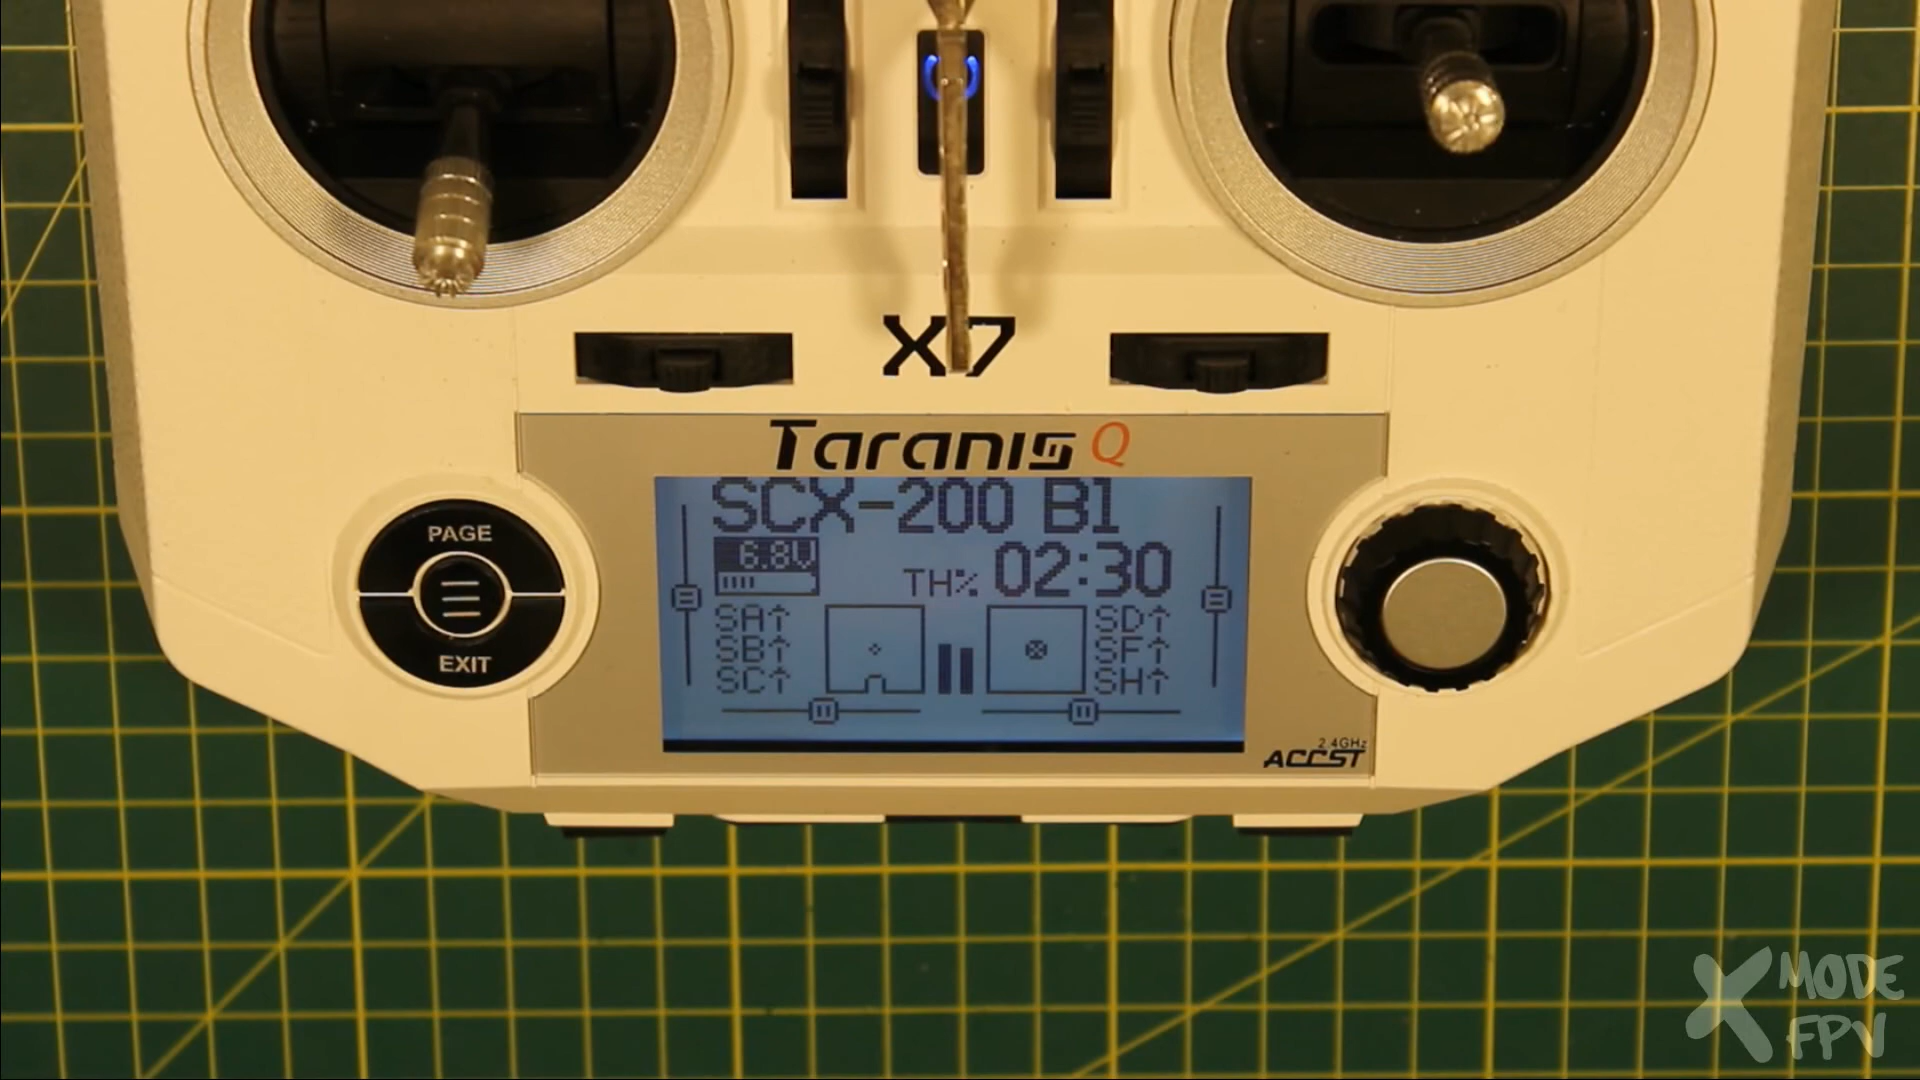 X7
Taranis Q
SCX-200 B1
6.8V
TH% 02:30
SA↑ SD↑
SB↑ SF↑
SC↑ SH↑
PAGE
EXIT
2.4GHz
ACCST
X MODE
FPV